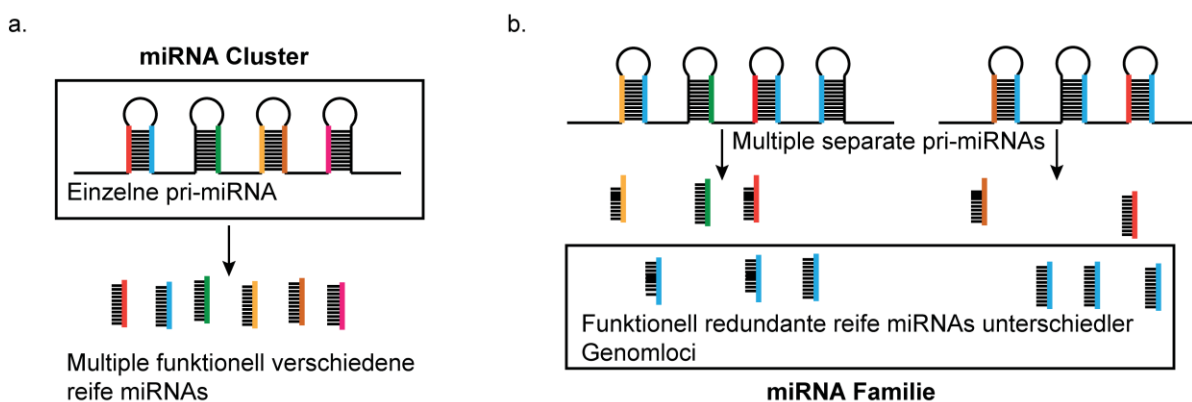 a.
miRNA Cluster
Einzelne pri-miRNA
Multiple funktionell verschiedene
reife miRNAs
b.
Multiple separate pri-miRNAs
Funktionell redundante reife miRNAs unterschiedler
Genomloci
miRNA Familie